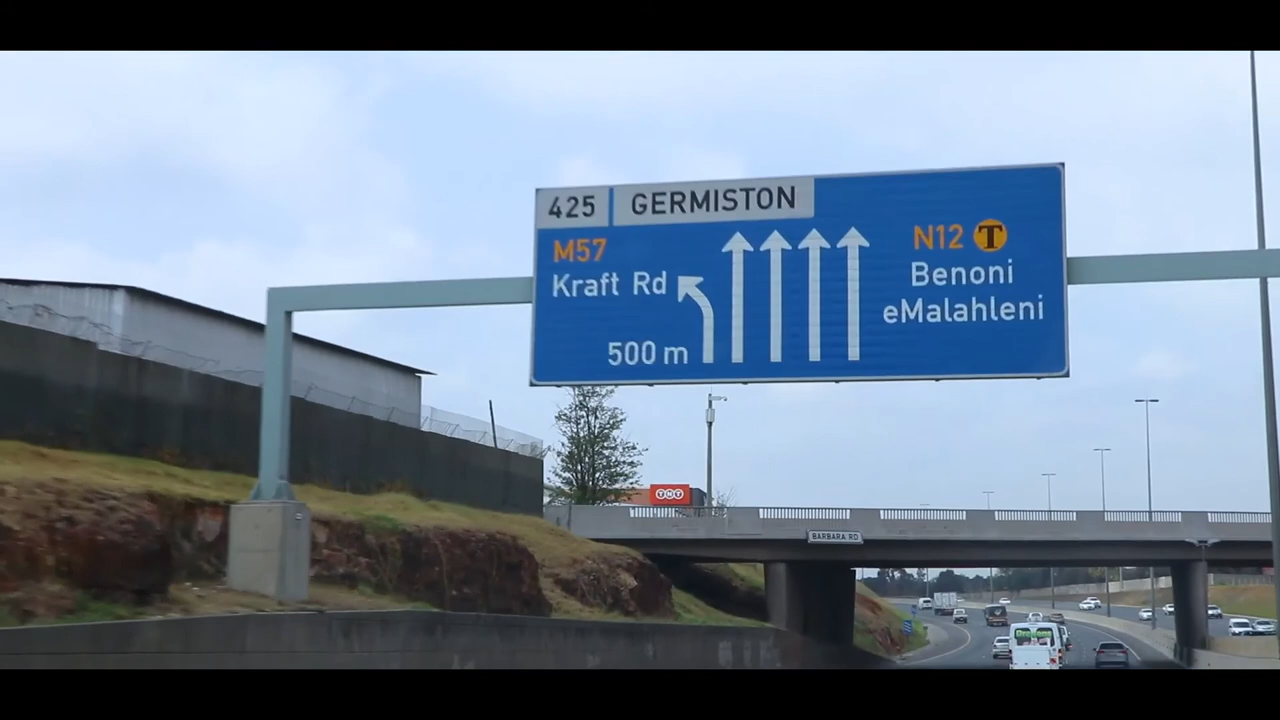 425 GERMISTON
M57
Kraft Rd
500 m
N12 T
Benoni
eMalahleni
TNT
BARBARA RD